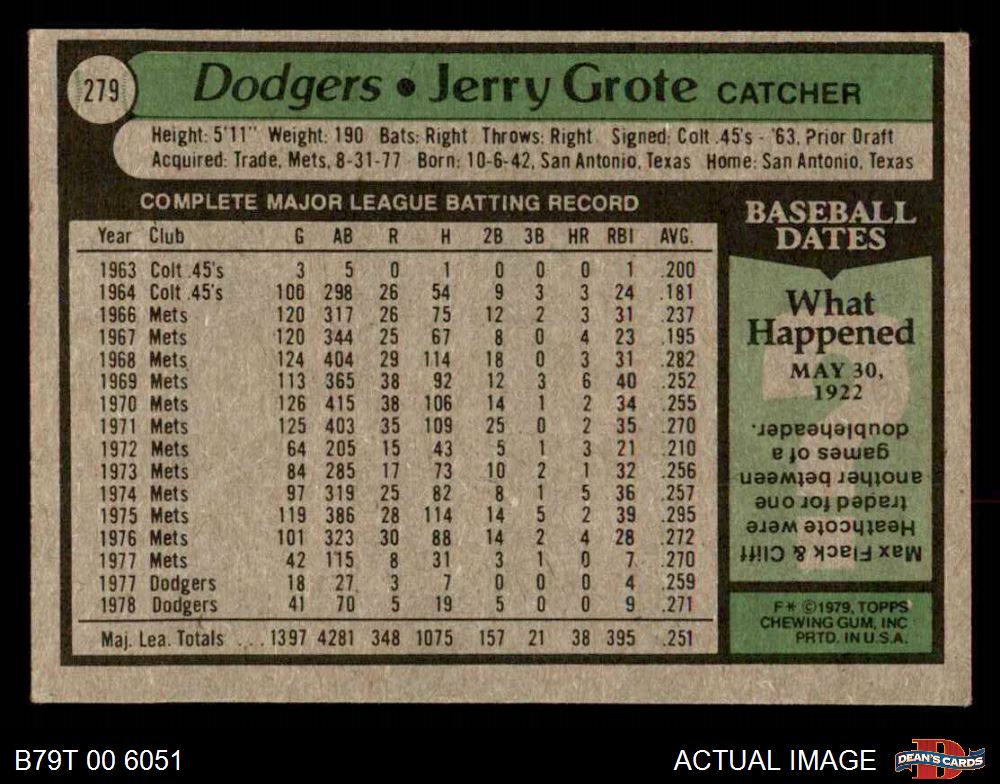 279
Dodgers • Jerry Grote CATCHER
Height: 5'11" Weight: 190 Bats: Right Throws: Right Signed: Colt .45's - '63, Prior Draft
Acquired: Trade, Mets, 8-31-77 Born: 10-6-42, San Antonio, Texas Home: San Antonio, Texas
COMPLETE MAJOR LEAGUE BATTING RECORD
Year Club G AB R H 2B 3B HR RBI AVG.
1963 Colt .45's 3 5 0 1 0 0 0 1 .200
1964 Colt .45's 100 298 26 54 9 3 3 24 .181
1966 Mets 120 317 26 75 12 2 3 31 .237
1967 Mets 120 344 25 67 8 0 4 23 .195
1968 Mets 124 404 29 114 18 0 3 31 .282
1969 Mets 113 365 38 92 12 3 6 40 .252
1970 Mets 126 415 38 106 14 1 2 34 .255
1971 Mets 125 403 35 109 25 0 2 35 .270
1972 Mets 64 205 15 43 5 1 3 21 .210
1973 Mets 84 285 17 73 10 2 1 32 .256
1974 Mets 97 319 25 82 8 1 5 36 .257
1975 Mets 119 386 28 114 14 5 2 39 .295
1976 Mets 101 323 30 88 14 2 4 28 .272
1977 Mets 42 115 8 31 3 1 0 7 .270
1977 Dodgers 18 27 3 7 0 0 0 4 .259
1978 Dodgers 41 70 5 19 5 0 0 9 .271
Maj. Lea. Totals ... 1397 4281 348 1075 157 21 38 395 .251
BASEBALL
DATES
What
Happened
MAY 30,
1922
Max Flack & Cliff
Heathcote were
traded for one
another between
games of a
doubleheader.
F* ©1979, TOPPS
CHEWING GUM, INC
PRTD. IN U.S.A.
B79T 00 6051
ACTUAL IMAGE
D
DEAN'S CARDS